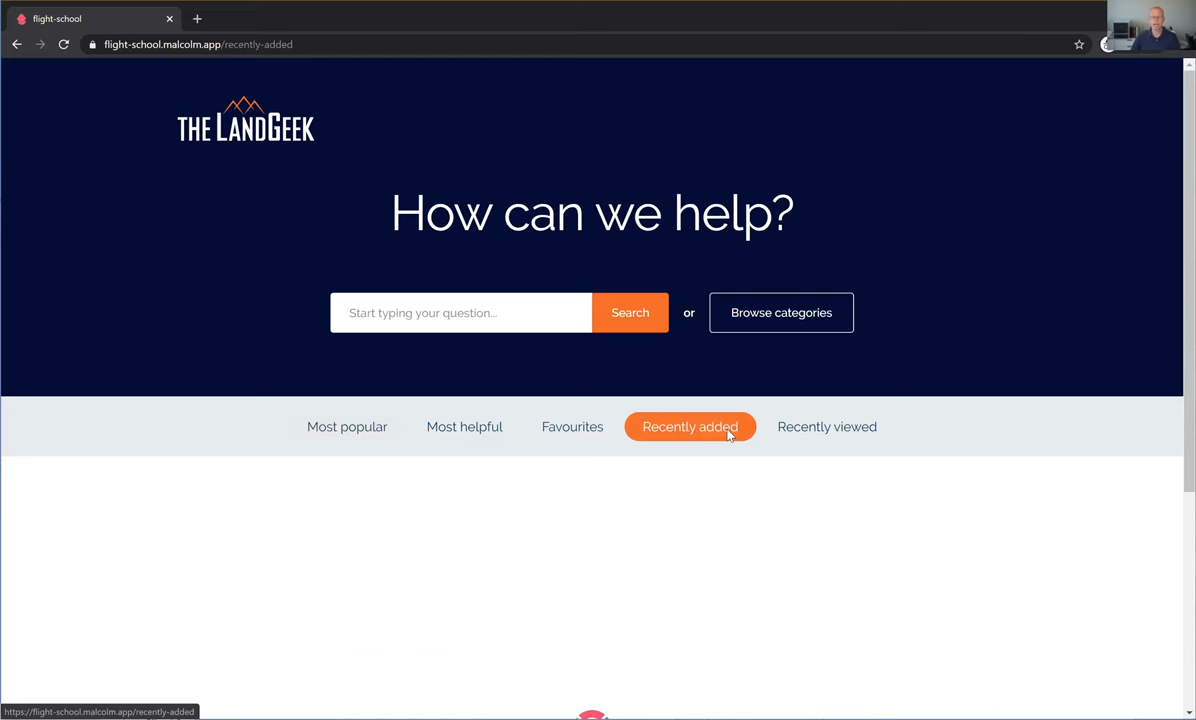 flight-school
flight-school.malcolm.app/recently-added
THE LANDGEEK
How can we help?
Start typing your question...
Search
or
Browse categories
Most popular
Most helpful
Favourites
Recently added
Recently viewed
https://flight-school.malcolm.app/recently-added